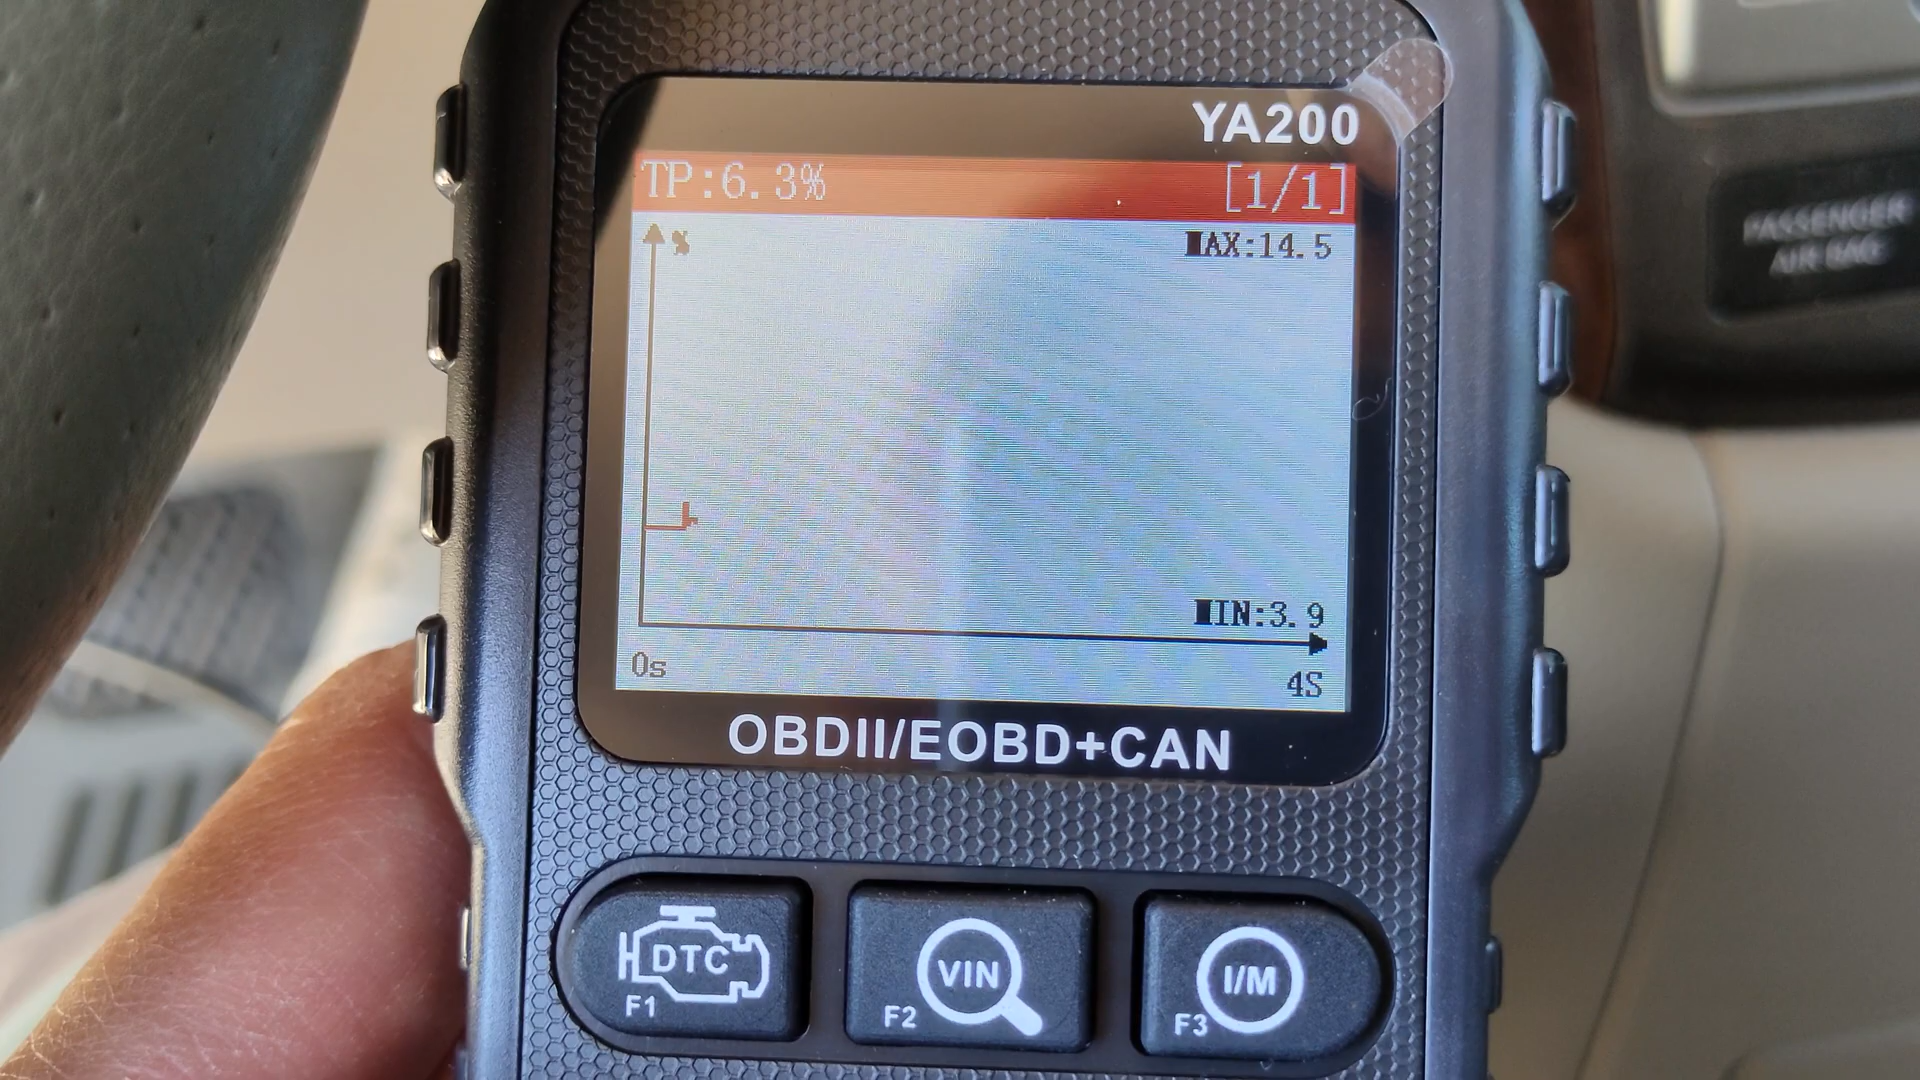 YA200
TP:6.3% [1/1]
% MAX:14.5
MIN:3.9
0s 4S
OBDII/EOBD+CAN
DTC
F1
VIN
F2
I/M
F3
PASSENGER
AIR BAG